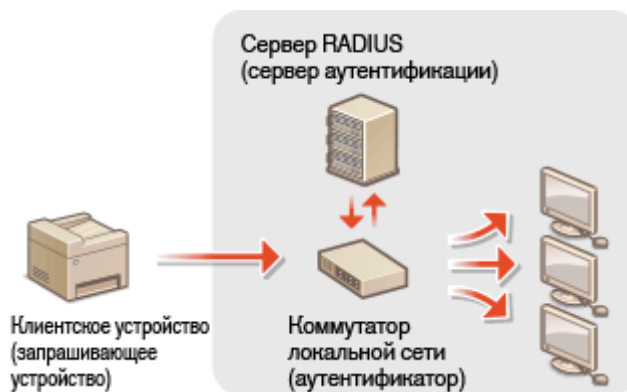 Сервер RADIUS
(сервер аутентификации)
Клиентское устройство
(запрашивающее
устройство)
Коммутатор
локальной сети
(аутентификатор)